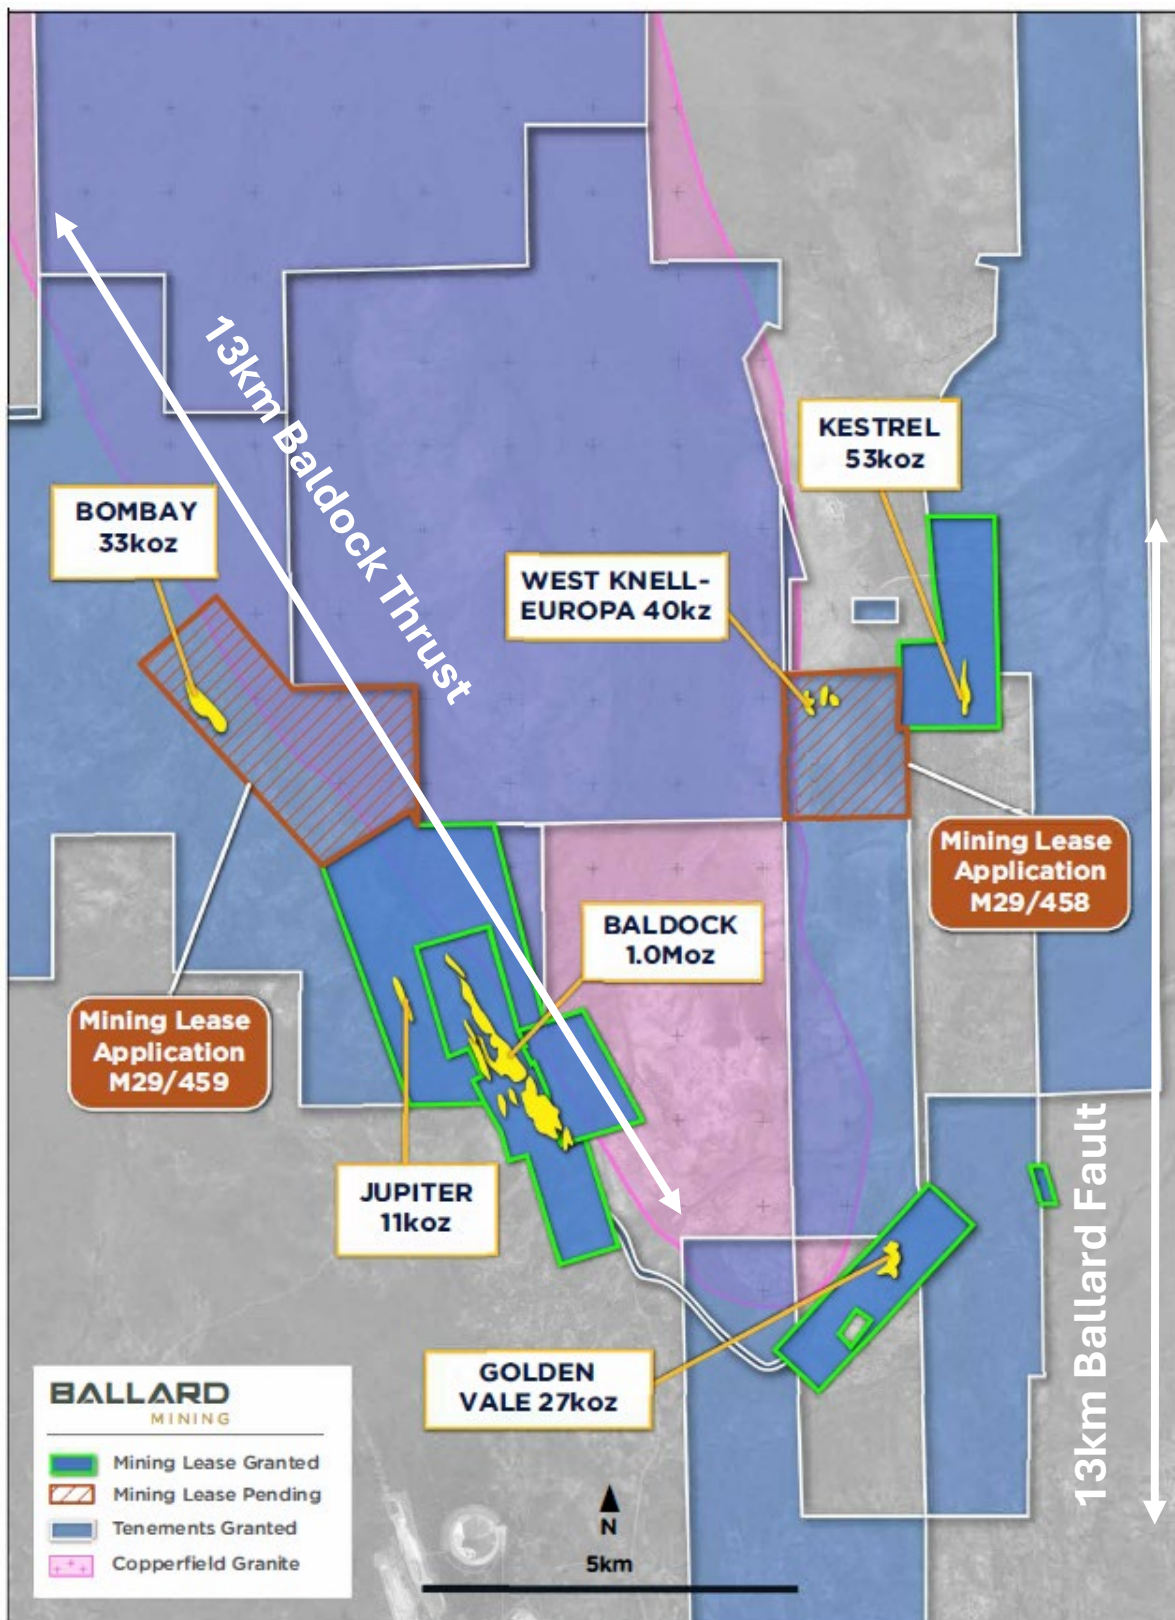 13km Baldock Thrust
KESTREL
53koz
BOMBAY
33koz
WEST KNELL-
EUROPA 40kz
Mining Lease
Application
M29/458
BALDOCK
1.0Moz
Mining Lease
Application
M29/459
JUPITER
11koz
13km Ballard Fault
GOLDEN
VALE 27koz
BALLARD
MINING
Mining Lease Granted
Mining Lease Pending
Tenements Granted
Copperfield Granite
N
5km